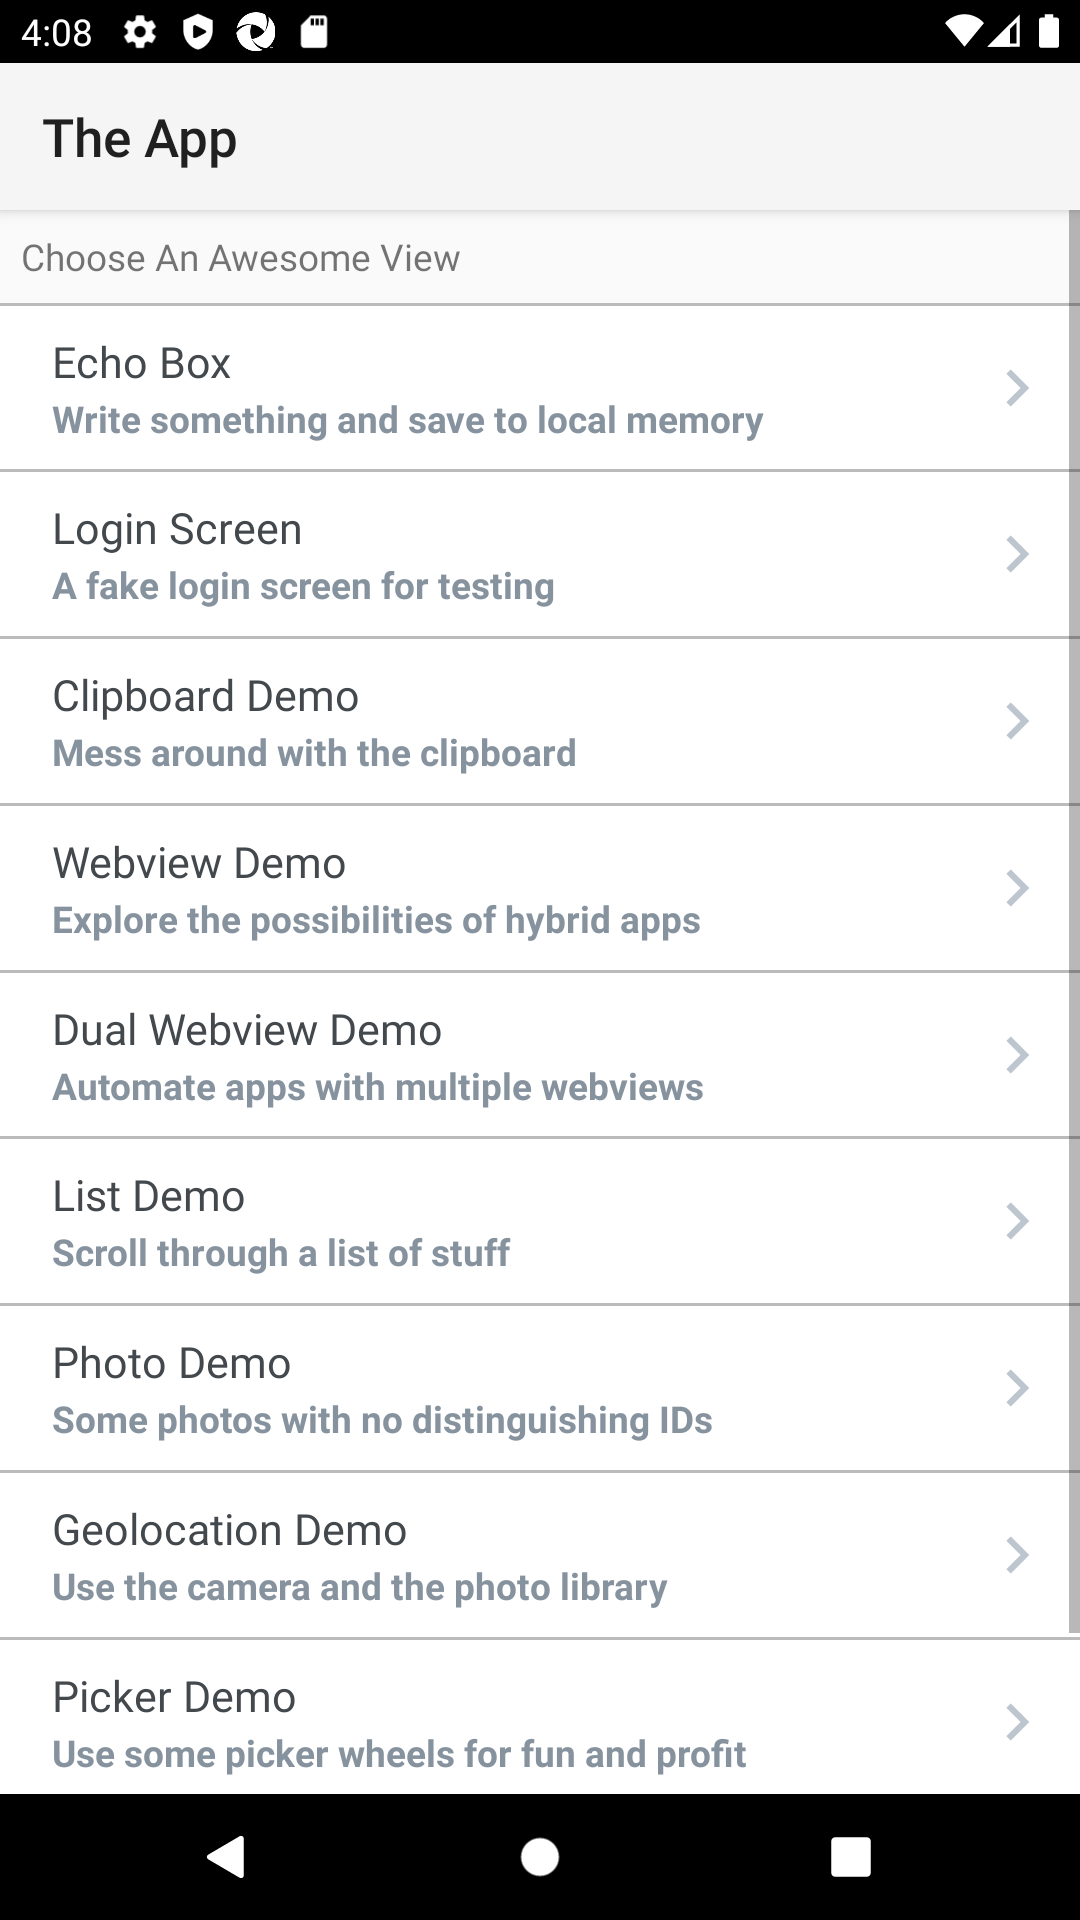 4:08
The App
Choose An Awesome View
Echo Box
Write something and save to local memory
Login Screen
A fake login screen for testing
Clipboard Demo
Mess around with the clipboard
Webview Demo
Explore the possibilities of hybrid apps
Dual Webview Demo
Automate apps with multiple webviews
List Demo
Scroll through a list of stuff
Photo Demo
Some photos with no distinguishing IDs
Geolocation Demo
Use the camera and the photo library
Picker Demo
Use some picker wheels for fun and profit